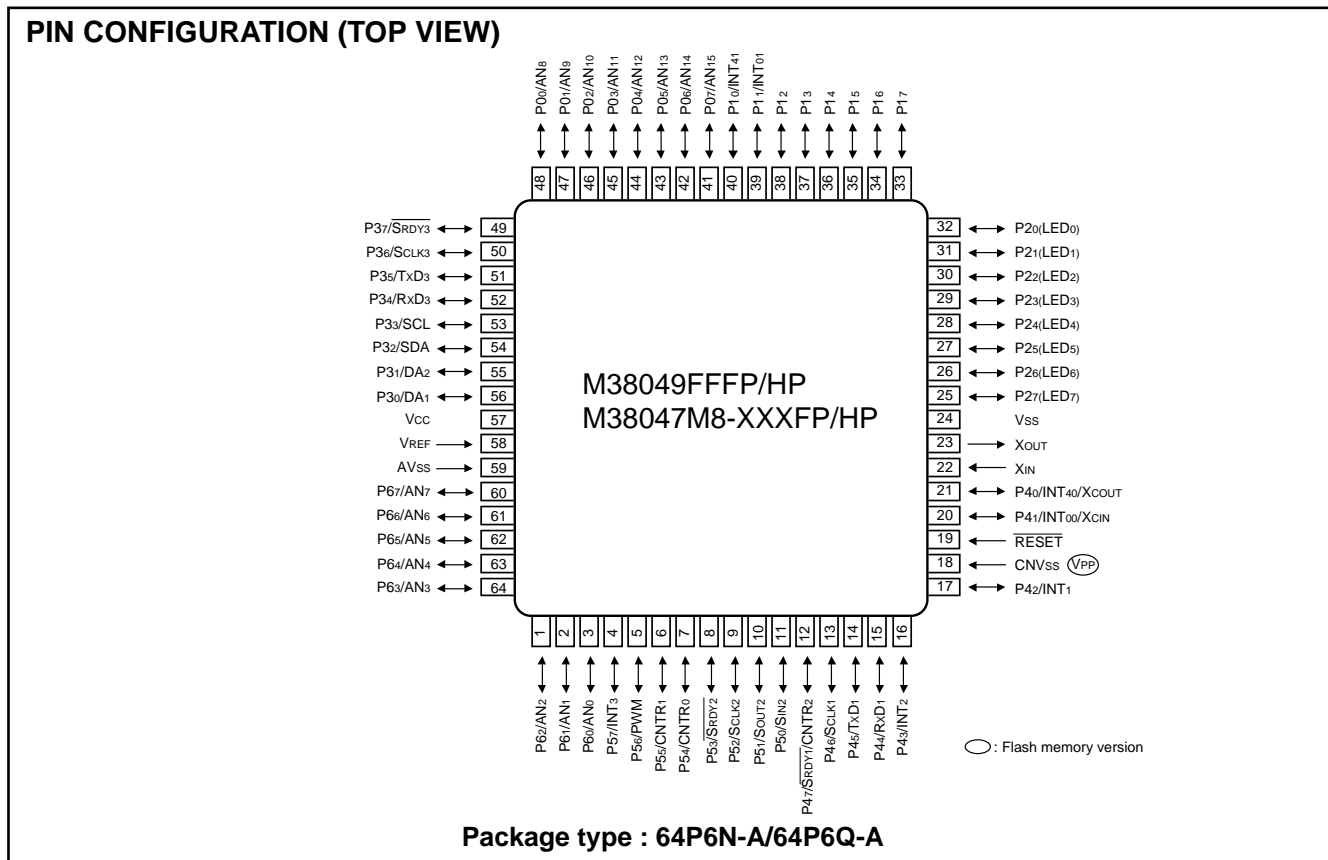 PIN CONFIGURATION (TOP VIEW)
P00/AN8
P01/AN9
P02/AN10
P03/AN11
P04/AN12
P05/AN13
P06/AN14
P07/AN15
P10/INT41
P11/INT01
P12
P13
P14
P15
P16
P17
48 47 46 45 44 43 42 41 40 39 38 37 36 35 34 33
P37/SRDY3 49
P36/SCLK3 50
P35/TxD3 51
P34/RxD3 52
P33/SCL 53
P32/SDA 54
P31/DA2 55
P30/DA1 56
VCC 57
VREF 58
AVSS 59
P67/AN7 60
P66/AN6 61
P65/AN5 62
P64/AN4 63
P63/AN3 64
M38049FFFP/HP
M38047M8-XXXFP/HP
32 P20(LED0)
31 P21(LED1)
30 P22(LED2)
29 P23(LED3)
28 P24(LED4)
27 P25(LED5)
26 P26(LED6)
25 P27(LED7)
24 VSS
23 XOUT
22 XIN
21 P40/INT40/XCOUT
20 P41/INT00/XCIN
19 RESET
18 CNVSS VPP
17 P42/INT1
1 2 3 4 5 6 7 8 9 10 11 12 13 14 15 16
P62/AN2
P61/AN1
P60/AN0
P57/INT3
P56/PWM
P55/CNTR1
P54/CNTR0
P53/SRDY2
P52/SCLK2
P51/SOUT2
P50/SIN2
P47/SRDY1/CNTR2
P46/SCLK1
P45/TxD1
P44/RxD1
P43/INT2
: Flash memory version
Package type : 64P6N-A/64P6Q-A